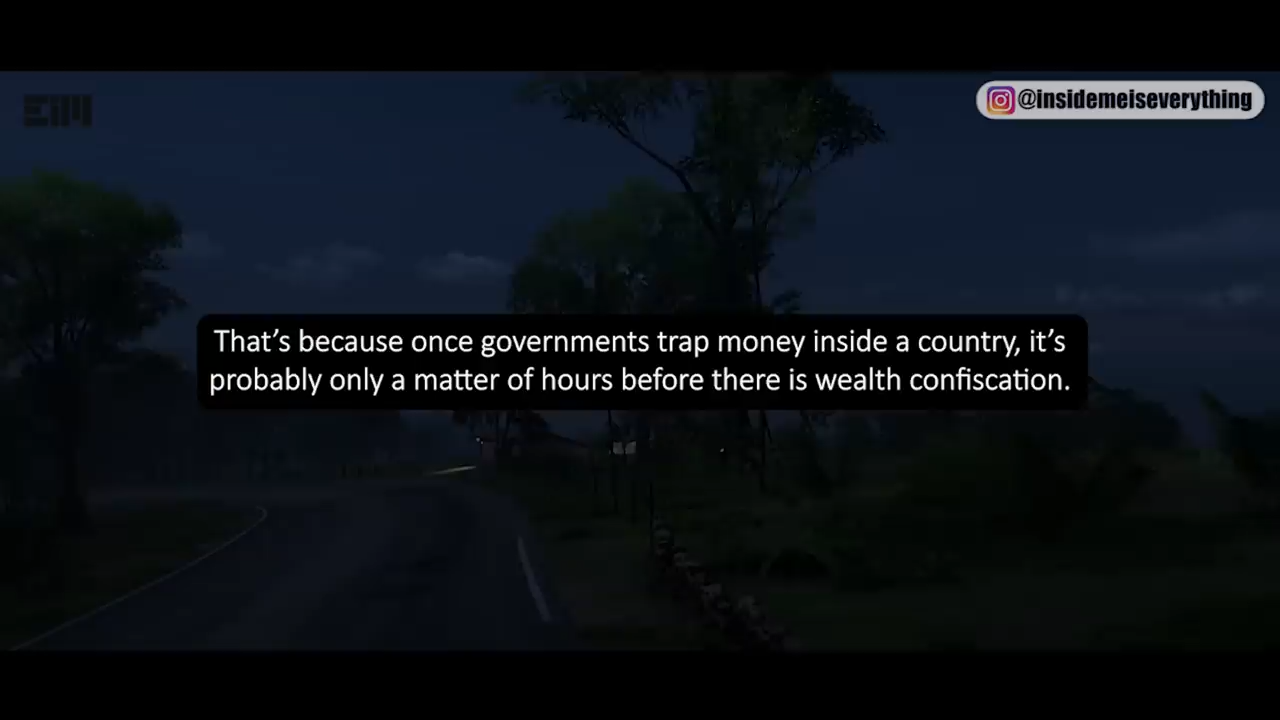 @insidemeiseverything
That’s because once governments trap money inside a country, it’s
probably only a matter of hours before there is wealth confiscation.